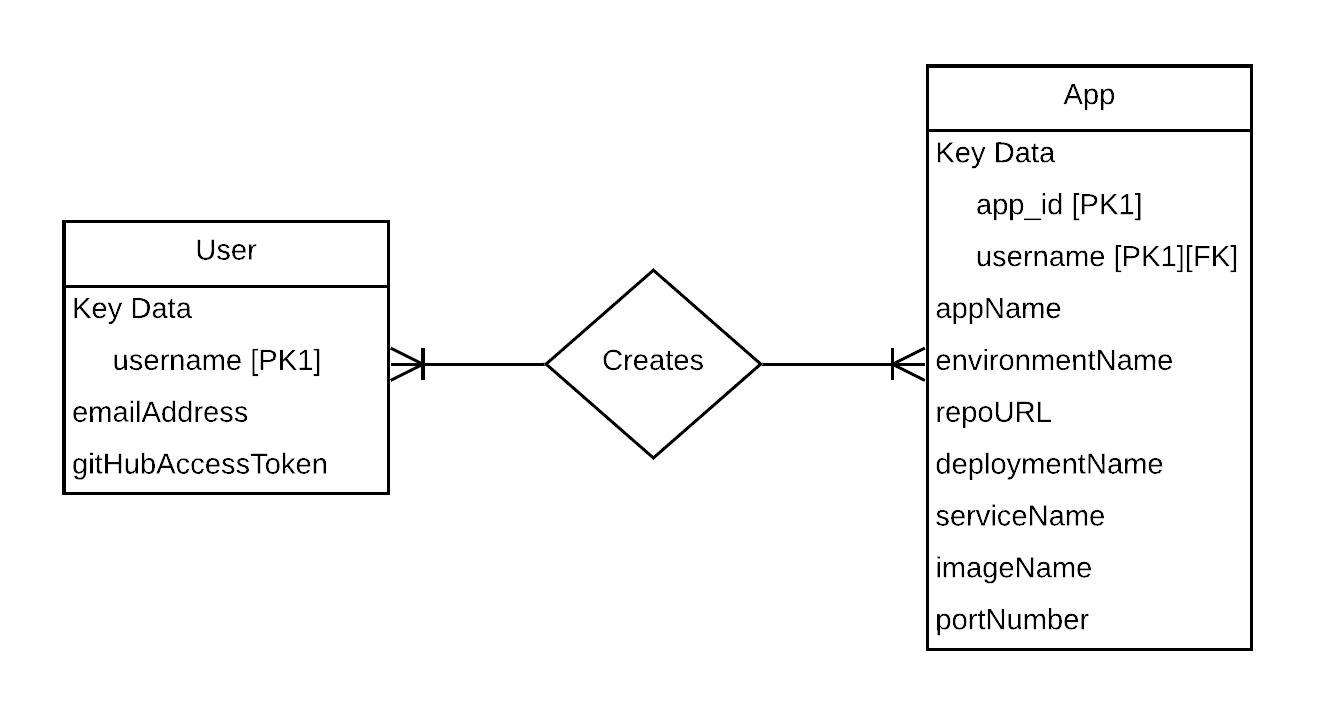 User
Key Data
username [PK1]
emailAddress
gitHubAccessToken
Creates
App
Key Data
app_id [PK1]
username [PK1][FK]
appName
environmentName
repoURL
deploymentName
serviceName
imageName
portNumber